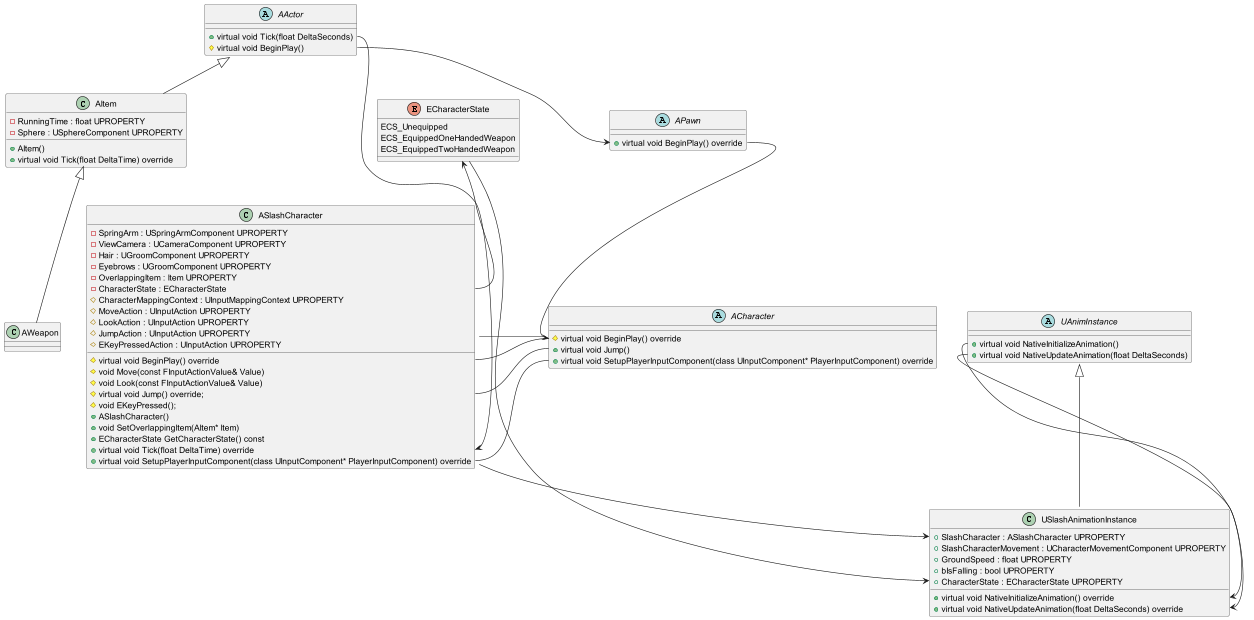 A AActor
virtual void Tick(float DeltaSeconds)
virtual void BeginPlay()
C AItem
RunningTime : float UPROPERTY
Sphere : USphereComponent UPROPERTY
AItem()
virtual void Tick(float DeltaTime) override
E ECharacterState
ECS_Unequipped
ECS_EquippedOneHandedWeapon
ECS_EquippedTwoHandedWeapon
A APawn
virtual void BeginPlay() override
C ASlashCharacter
SpringArm : USpringArmComponent UPROPERTY
ViewCamera : UCameraComponent UPROPERTY
Hair : UGroomComponent UPROPERTY
Eyebrows : UGroomComponent UPROPERTY
OverlappingItem : Item UPROPERTY
CharacterState : ECharacterState
CharacterMappingContext : UInputMappingContext UPROPERTY
MoveAction : UInputAction UPROPERTY
LookAction : UInputAction UPROPERTY
JumpAction : UInputAction UPROPERTY
EKeyPressedAction : UInputAction UPROPERTY
virtual void BeginPlay() override
void Move(const FInputActionValue& Value)
void Look(const FInputActionValue& Value)
virtual void Jump() override;
void EKeyPressed();
ASlashCharacter()
void SetOverlappingItem(AItem* Item)
ECharacterState GetCharacterState() const
virtual void Tick(float DeltaTime) override
virtual void SetupPlayerInputComponent(class UInputComponent* PlayerInputComponent) override
C AWeapon
A ACharacter
virtual void BeginPlay() override
virtual void Jump()
virtual void SetupPlayerInputComponent(class UInputComponent* PlayerInputComponent) override
A UAnimInstance
virtual void NativeInitializeAnimation()
virtual void NativeUpdateAnimation(float DeltaSeconds)
C USlashAnimationInstance
SlashCharacter : ASlashCharacter UPROPERTY
SlashCharacterMovement : UCharacterMovementComponent UPROPERTY
GroundSpeed : float UPROPERTY
bIsFalling : bool UPROPERTY
CharacterState : ECharacterState UPROPERTY
virtual void NativeInitializeAnimation() override
virtual void NativeUpdateAnimation(float DeltaSeconds) override